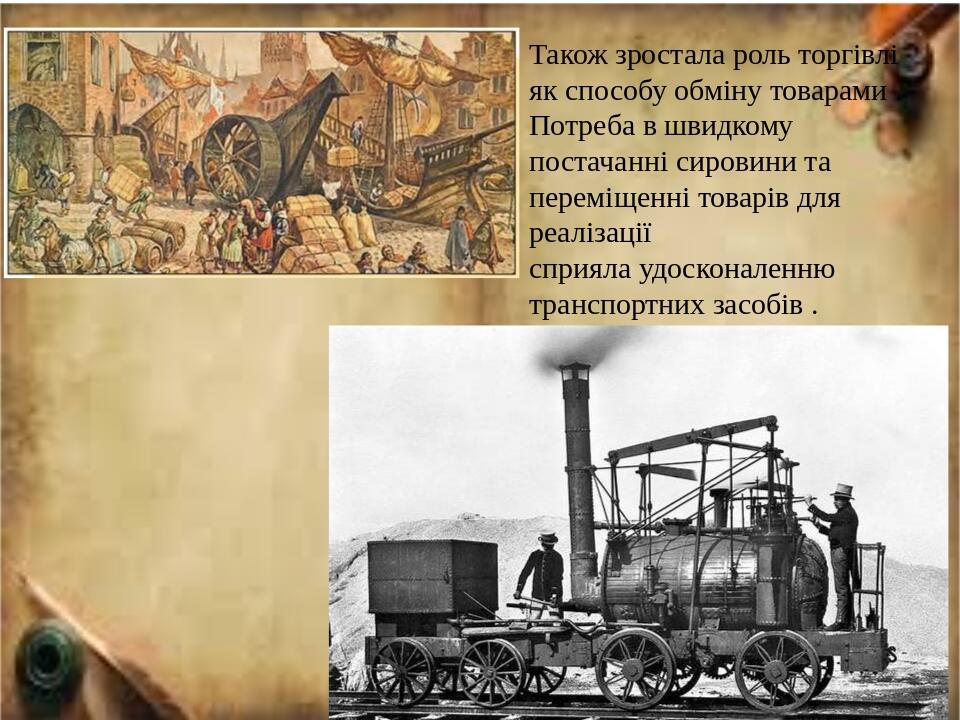 Також зростала роль торгівлі
як способу обміну товарами .
Потреба в швидкому
постачанні сировини та
переміщенні товарів для
реалізації
сприяла удосконаленню
транспортних засобів .